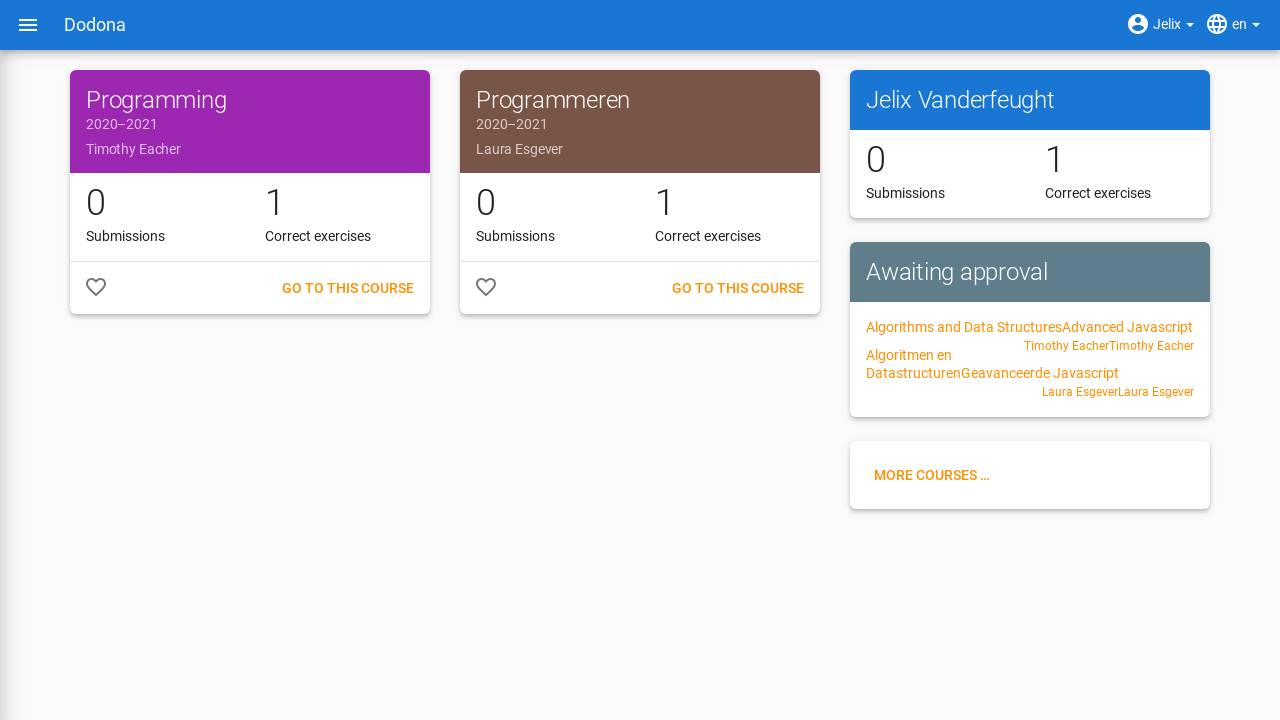 Dodona
Jelix
en
Programming
2020–2021
Timothy Eacher
0
1
Submissions
Correct exercises
GO TO THIS COURSE
Programmeren
2020–2021
Laura Esgever
0
1
Submissions
Correct exercises
GO TO THIS COURSE
Jelix Vanderfeught
0
1
Submissions
Correct exercises
Awaiting approval
Algorithms and Data StructuresAdvanced Javascript
Timothy EacherTimothy Eacher
Algoritmen en
DatastructurenGeavanceerde Javascript
Laura EsgeverLaura Esgever
MORE COURSES ...